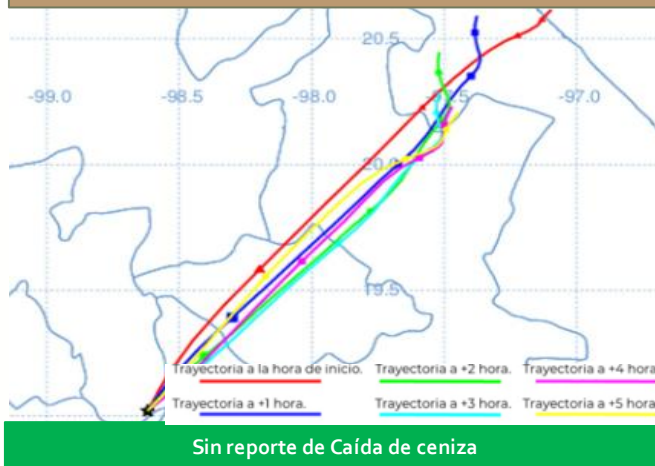 20.5
-99.0 -98.5 -98.0 -97.0
20.0
19.5
Trayectoria a la hora de inicio. Trayectoria a +2 hora. Trayectoria a +4 hora
Trayectoria a +1 hora. Trayectoria a +3 hora. Trayectoria a +5 hora
Sin reporte de Caída de ceniza